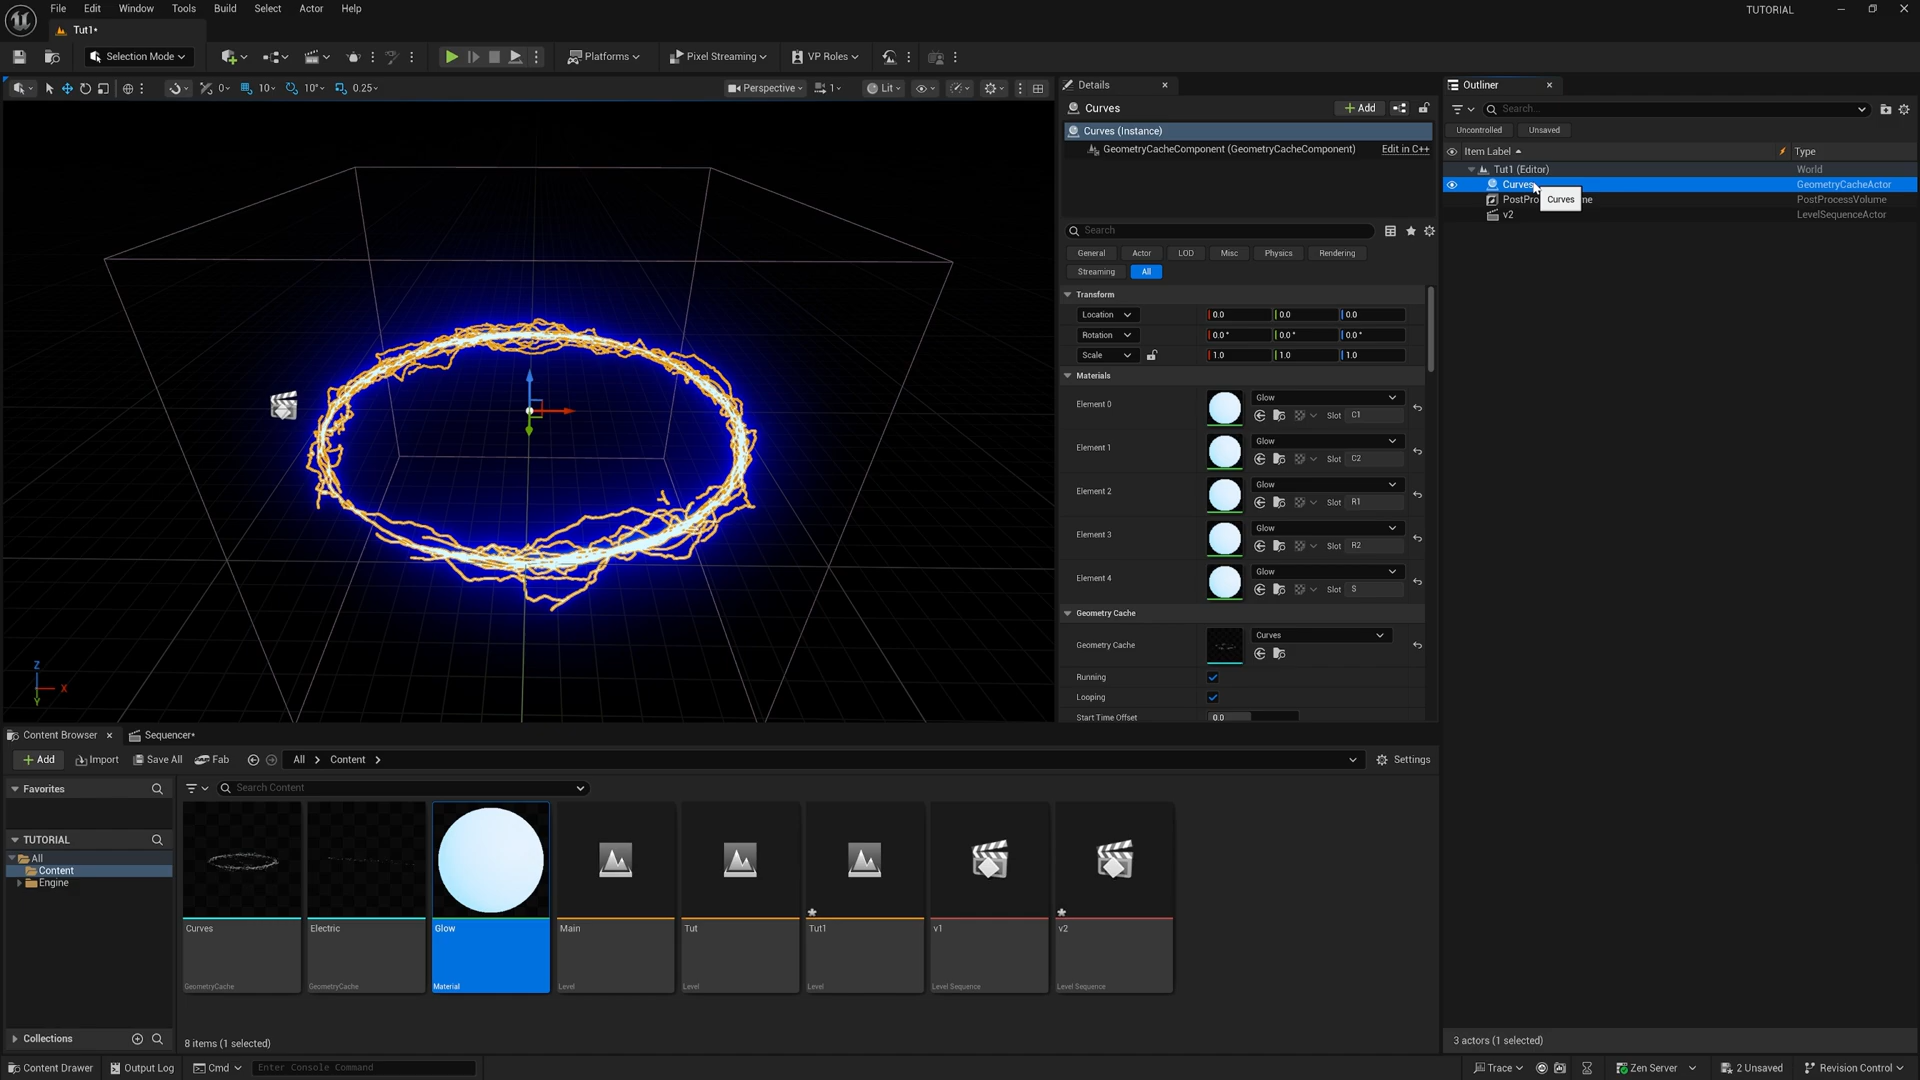 File Edit Window Tools Build Select Actor Help
TUTORIAL
Tut1•
Selection Mode
Platforms
Pixel Streaming
VP Roles
0
10
10°
0.25
Perspective
1
Lit
Details
Curves
Add
Curves (Instance)
GeometryCacheComponent (GeometryCacheComponent) Edit in C++
Search
General Actor LOD Misc Physics Rendering
Streaming All
Transform
Location 0.0 0.0 0.0
Rotation 0.0 ° 0.0 ° 0.0 °
Scale 1.0 1.0 1.0
Materials
Element 0 Glow
Slot C1
Element 1 Glow
Slot C2
Element 2 Glow
Slot R1
Element 3 Glow
Slot R2
Element 4 Glow
Slot S
Geometry Cache
Geometry Cache Curves
Running
Looping
Start Time Offset 0.0
Outliner
Search...
Uncontrolled Unsaved
Item Label Type
Tut1 (Editor) World
Curves GeometryCacheActor
PostPro me PostProcessVolume
Curves
v2 LevelSequenceActor
3 actors (1 selected)
Z
X
Y
Content Browser Sequencer*
Add Import Save All Fab All Content Settings
Favorites
Search Content
TUTORIAL
All
Content
Engine
Collections
Curves
GeometryCache
Electric
GeometryCache
Glow
Material
Main
Level
Tut
Level
Tut1
Level
v1
Level Sequence
v2
Level Sequence
8 items (1 selected)
Content Drawer Output Log Cmd Enter Console Command
Trace Zen Server 2 Unsaved Revision Control